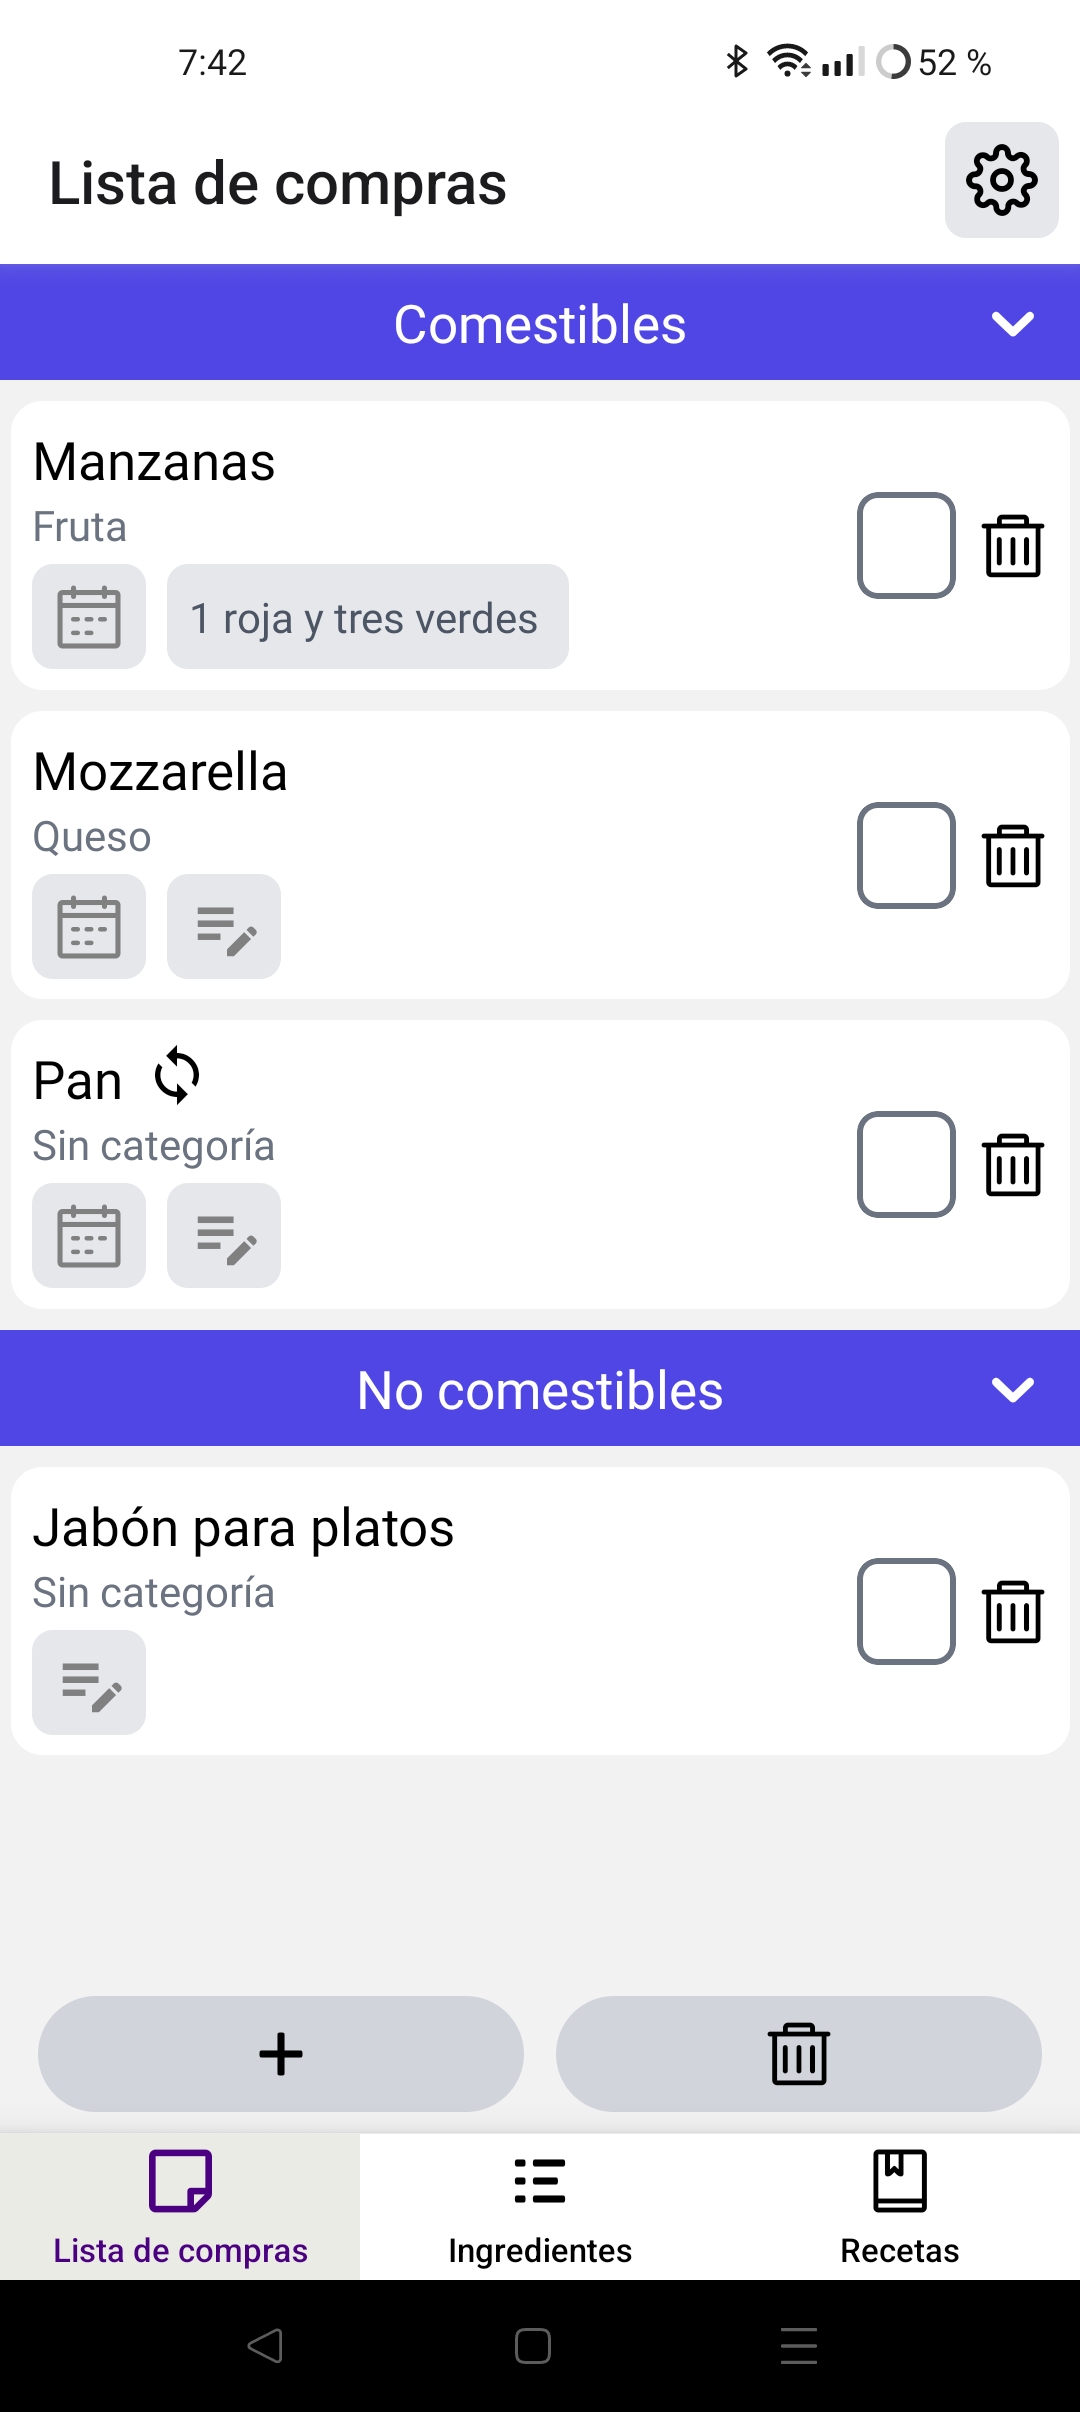 7:42
52 %
Lista de compras
Comestibles
Manzanas
Fruta
1 roja y tres verdes
Mozzarella
Queso
Pan
Sin categoría
No comestibles
Jabón para platos
Sin categoría
Lista de compras
Ingredientes
Recetas